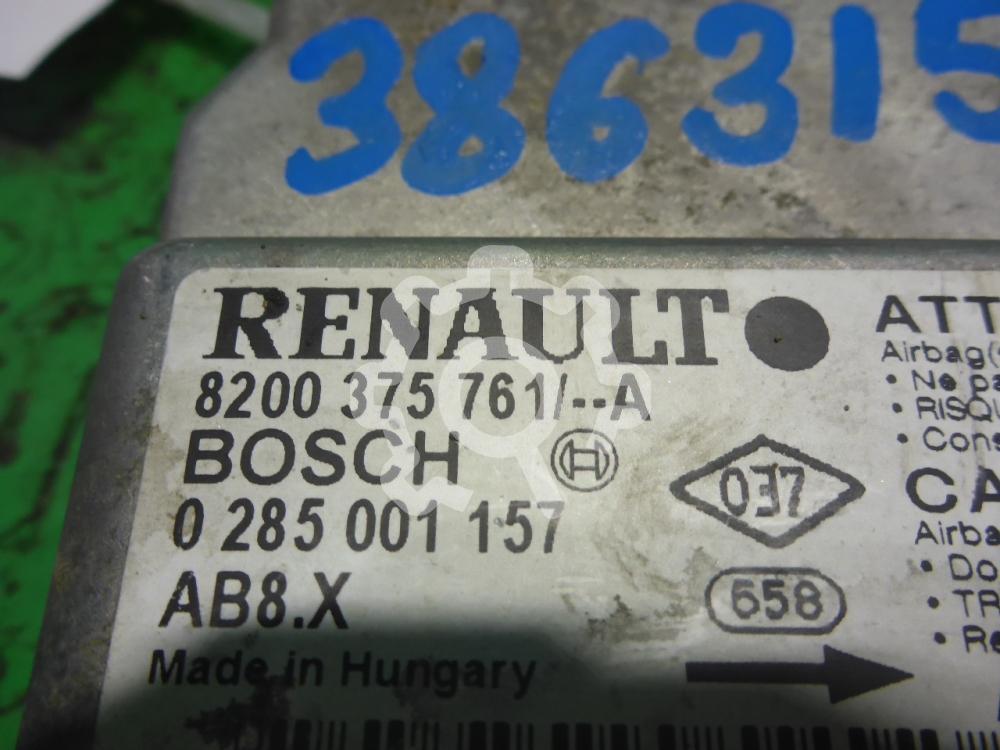 386315
RENAULT
8200 375 761/--A
BOSCH
0 285 001 157
AB8.X
Made in Hungary
037
658
ATT
Airbag(s
• Ne pa
• RISQU
• Cons
CA
Airba
• Do
• TR
• Re